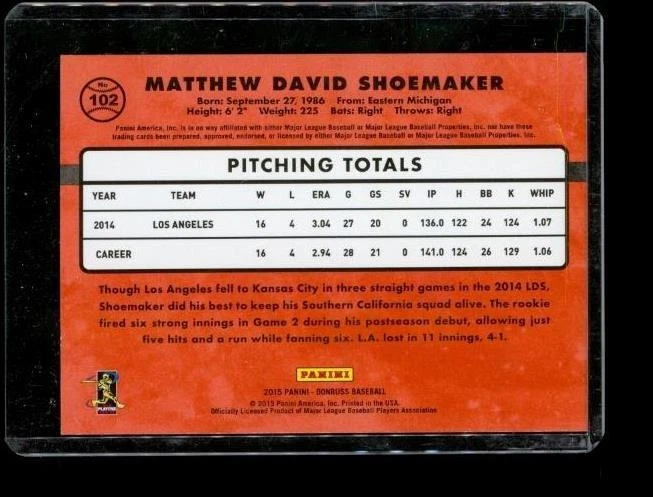 No
102
MATTHEW DAVID SHOEMAKER
Born: September 27, 1986 From: Eastern Michigan
Height: 6' 2" Weight: 225 Bats: Right Throws: Right
Panini America, Inc. is in no way affiliated with either Major League Baseball or Major League Baseball Properties, Inc. nor have these
trading cards been prepared, approved, endorsed, or licensed by either Major League Baseball or Major League Baseball Properties, Inc.
PITCHING TOTALS
YEAR TEAM W L ERA G GS SV IP H BB K WHIP
2014 LOS ANGELES 16 4 3.04 27 20 0 136.0 122 24 124 1.07
CAREER 16 4 2.94 28 21 0 141.0 124 26 129 1.06
Though Los Angeles fell to Kansas City in three straight games in the 2014 LDS,
Shoemaker did his best to keep his Southern California squad alive. The rookie
fired six strong innings in Game 2 during his postseason debut, allowing just
five hits and a run while fanning six. L.A. lost in 11 innings, 4-1.
PANINI
2015 PANINI - DONRUSS BASEBALL
© 2015 Panini America, Inc. Printed in the USA.
Officially Licensed Product of Major League Baseball Players Association
PLAYERS